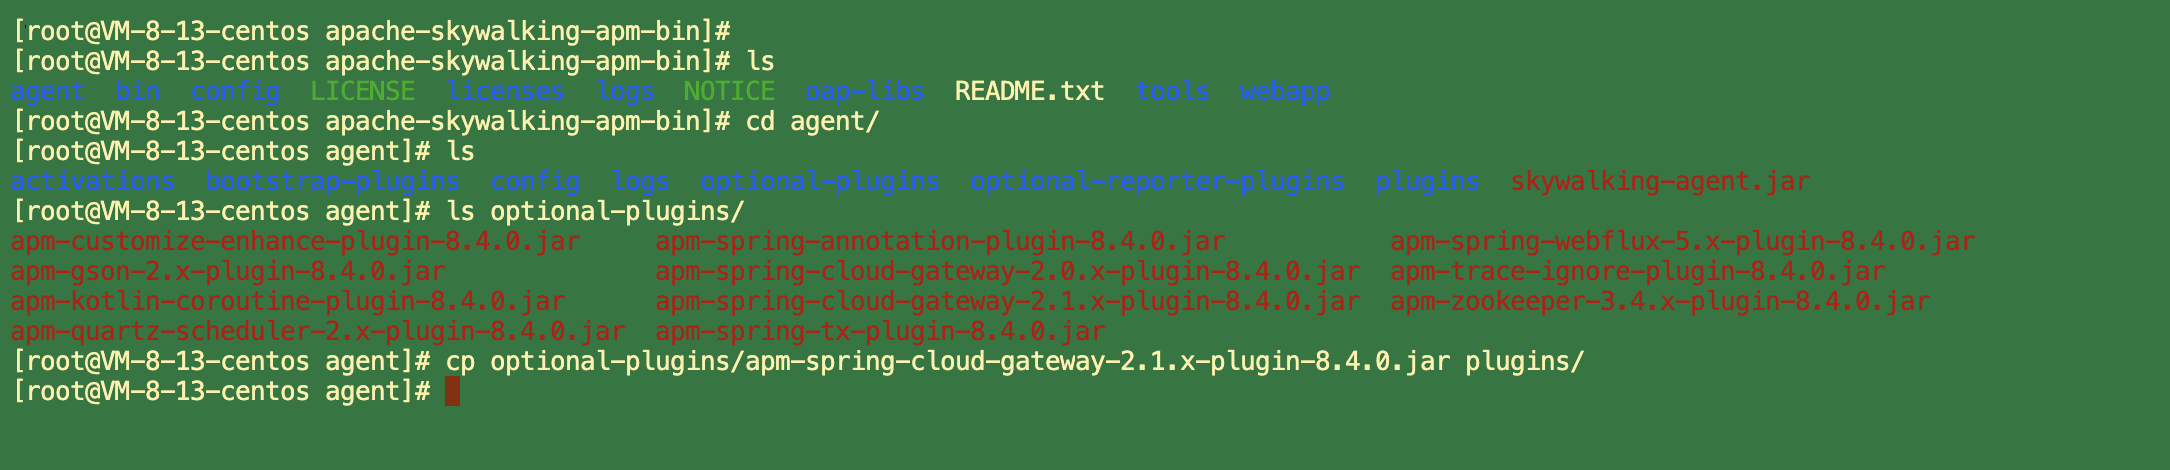 [root@VM-8-13-centos apache-skywalking-apm-bin]#
[root@VM-8-13-centos apache-skywalking-apm-bin]# ls
agent  bin  config  LICENSE  licenses  logs  NOTICE  oap-libs  README.txt  tools  webapp
[root@VM-8-13-centos apache-skywalking-apm-bin]# cd agent/
[root@VM-8-13-centos agent]# ls
activations  bootstrap-plugins  config  logs  optional-plugins  optional-reporter-plugins  plugins  skywalking-agent.jar
[root@VM-8-13-centos agent]# ls optional-plugins/
apm-customize-enhance-plugin-8.4.0.jar     apm-spring-annotation-plugin-8.4.0.jar           apm-spring-webflux-5.x-plugin-8.4.0.jar
apm-gson-2.x-plugin-8.4.0.jar              apm-spring-cloud-gateway-2.0.x-plugin-8.4.0.jar  apm-trace-ignore-plugin-8.4.0.jar
apm-kotlin-coroutine-plugin-8.4.0.jar      apm-spring-cloud-gateway-2.1.x-plugin-8.4.0.jar  apm-zookeeper-3.4.x-plugin-8.4.0.jar
apm-quartz-scheduler-2.x-plugin-8.4.0.jar  apm-spring-tx-plugin-8.4.0.jar
[root@VM-8-13-centos agent]# cp optional-plugins/apm-spring-cloud-gateway-2.1.x-plugin-8.4.0.jar plugins/
[root@VM-8-13-centos agent]#